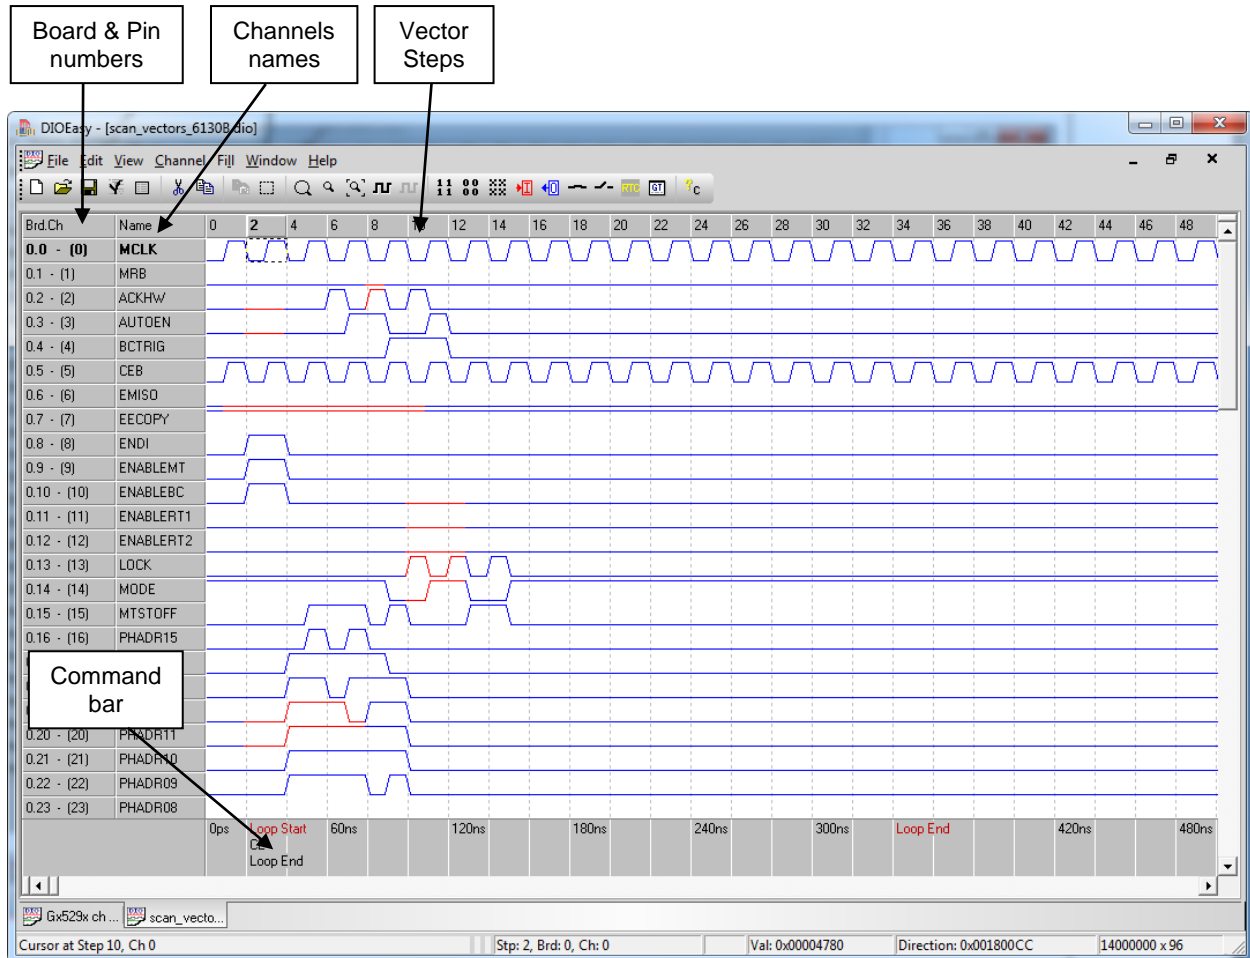 Board & Pin
numbers
Channels
names
Vector
Steps
DIOEasy - [scan_vectors_6130B.dio]
File Edit View Channel Fill Window Help
Brd.Ch Name 0 2 4 6 8 10 12 14 16 18 20 22 24 26 28 30 32 34 36 38 40 42 44 46 48
0.0 - (0) MCLK
0.1 - (1) MRB
0.2 - (2) ACKHW
0.3 - (3) AUTOEN
0.4 - (4) BCTRIG
0.5 - (5) CEB
0.6 - (6) EMISO
0.7 - (7) EECOPY
0.8 - (8) ENDI
0.9 - (9) ENABLEMT
0.10 - (10) ENABLEBC
0.11 - (11) ENABLERT1
0.12 - (12) ENABLERT2
0.13 - (13) LOCK
0.14 - (14) MODE
0.15 - (15) MTSTOFF
0.16 - (16) PHADR15
Command
bar
0.20 - (20) PHADR11
0.21 - (21) PHADR10
0.22 - (22) PHADR09
0.23 - (23) PHADR08
0ps Loop Start 60ns 120ns 180ns 240ns 300ns Loop End 420ns 480ns
Loop End
Gx529x ch ... scan_vecto...
Cursor at Step 10, Ch 0 Stp: 2, Brd: 0, Ch: 0 Val: 0x00004780 Direction: 0x001800CC 14000000 x 96